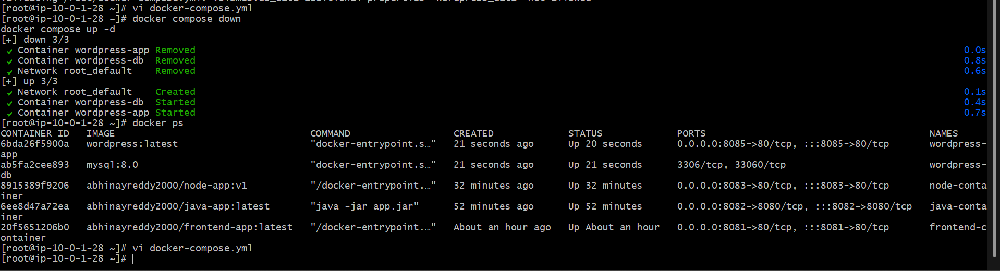 [root@ip-10-0-1-28 ~]# vi docker-compose.yml
[root@ip-10-0-1-28 ~]# docker compose down
docker compose up -d
[+] down 3/3
✔ Container wordpress-app Removed 0.0s
✔ Container wordpress-db Removed 0.8s
✔ Network root_default Removed 0.6s
[+] up 3/3
✔ Network root_default Created 0.1s
✔ Container wordpress-db Started 0.4s
✔ Container wordpress-app Started 0.7s
[root@ip-10-0-1-28 ~]# docker ps
CONTAINER ID IMAGE COMMAND CREATED STATUS PORTS NAMES
6bda26f5900a wordpress:latest "docker-entrypoint.s…" 21 seconds ago Up 20 seconds 0.0.0.0:8085->80/tcp, :::8085->80/tcp wordpress-
app
ab5fa2cee893 mysql:8.0 "docker-entrypoint.s…" 21 seconds ago Up 21 seconds 3306/tcp, 33060/tcp wordpress-
db
8915389f9206 abhinayreddy2000/node-app:v1 "/docker-entrypoint.…" 32 minutes ago Up 32 minutes 0.0.0.0:8083->80/tcp, :::8083->80/tcp node-conta
iner
6ee8d47a72ea abhinayreddy2000/java-app:latest "java -jar app.jar" 52 minutes ago Up 52 minutes 0.0.0.0:8082->8080/tcp, :::8082->8080/tcp java-conta
iner
20f5651206b0 abhinayreddy2000/frontend-app:latest "/docker-entrypoint.…" About an hour ago Up About an hour 0.0.0.0:8081->80/tcp, :::8081->80/tcp frontend-c
ontainer
[root@ip-10-0-1-28 ~]# vi docker-compose.yml
[root@ip-10-0-1-28 ~]#